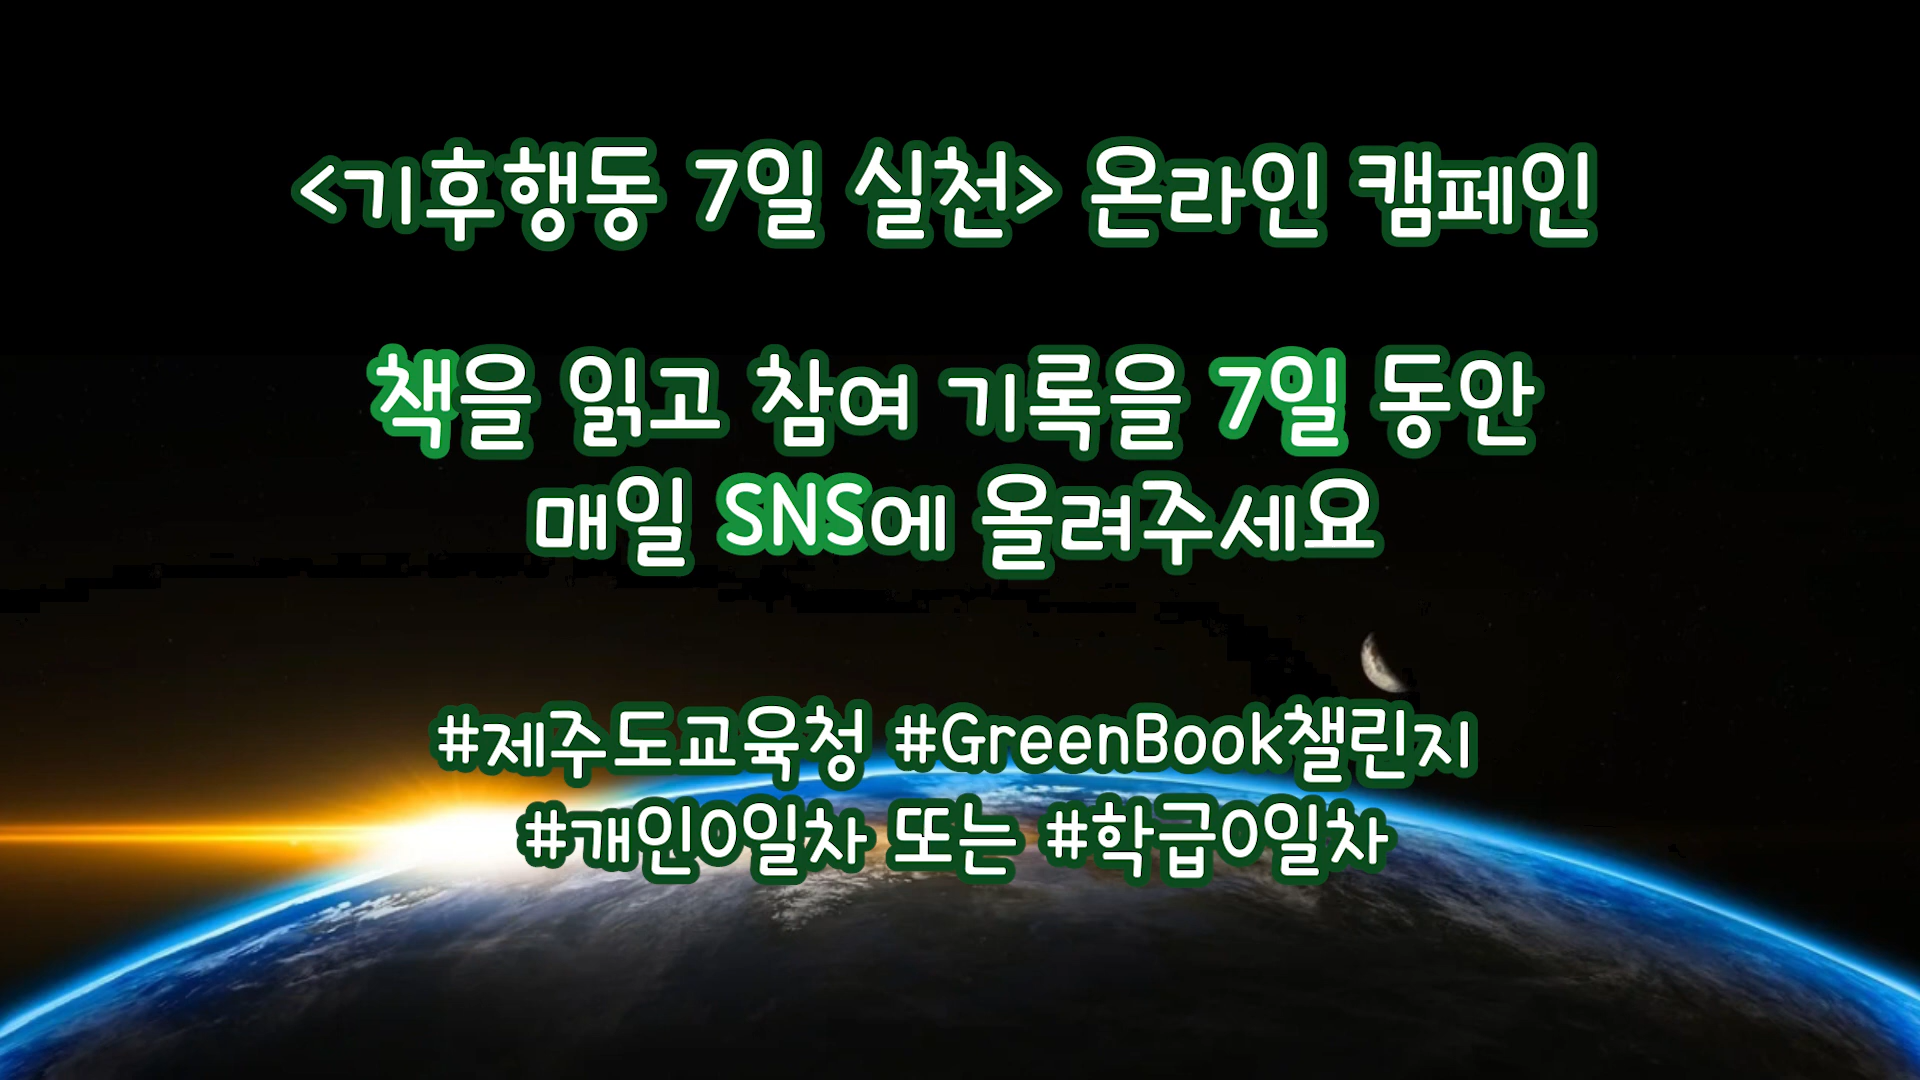 <기후행동 7일 실천> 온라인 캠페인
책을 읽고 참여 기록을 7일 동안
매일 SNS에 올려주세요
#제주도교육청 #GreenBook챌린지
#개인0일차 또는 #학급0일차